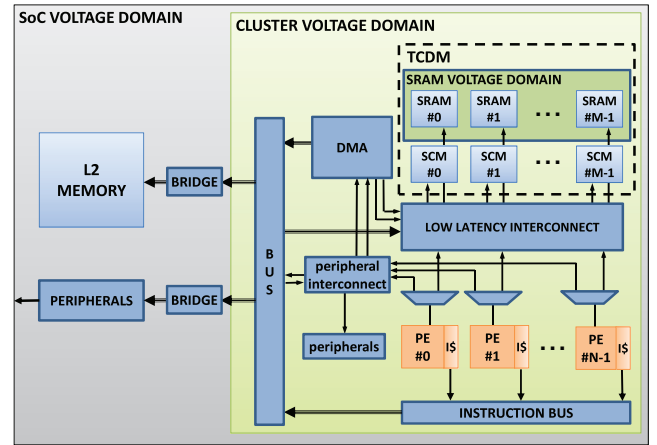 SoC VOLTAGE DOMAIN
CLUSTER VOLTAGE DOMAIN
TCDM
SRAM VOLTAGE DOMAIN
SRAM
#0
SRAM
#1
...
SRAM
#M-1
SCM
#0
SCM
#1
...
SCM
#M-1
DMA
L2
MEMORY
BRIDGE
LOW LATENCY INTERCONNECT
B
U
S
peripheral
interconnect
PERIPHERALS
BRIDGE
peripherals
PE
#0
I$
PE
#1
I$
...
PE
#N-1
I$
INSTRUCTION BUS